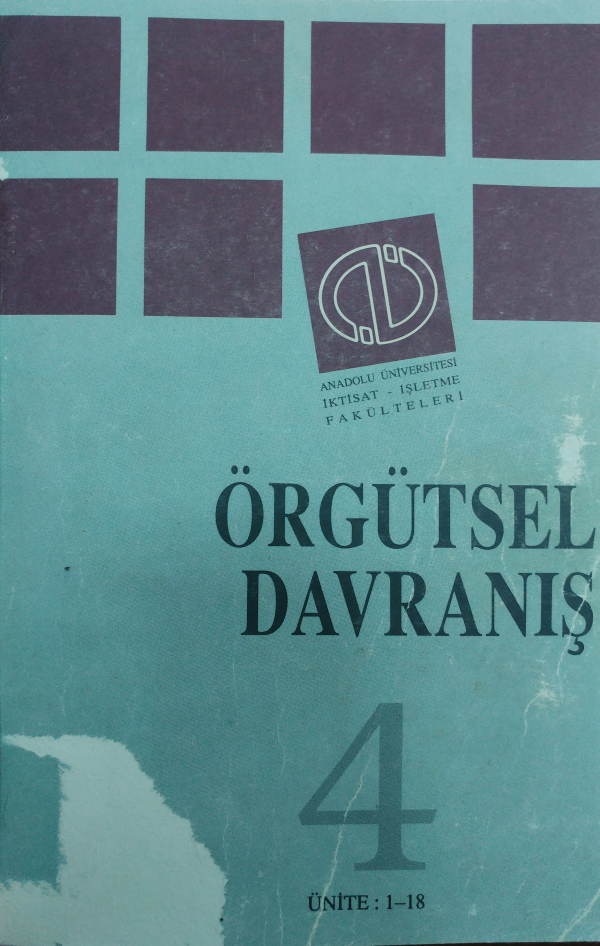 ANADOLU ÜNİVERSİTESİ
İKTİSAT - İŞLETME
FAKÜLTELERİ
ÖRGÜTSEL
DAVRANIŞ
4
ÜNİTE : 1–18